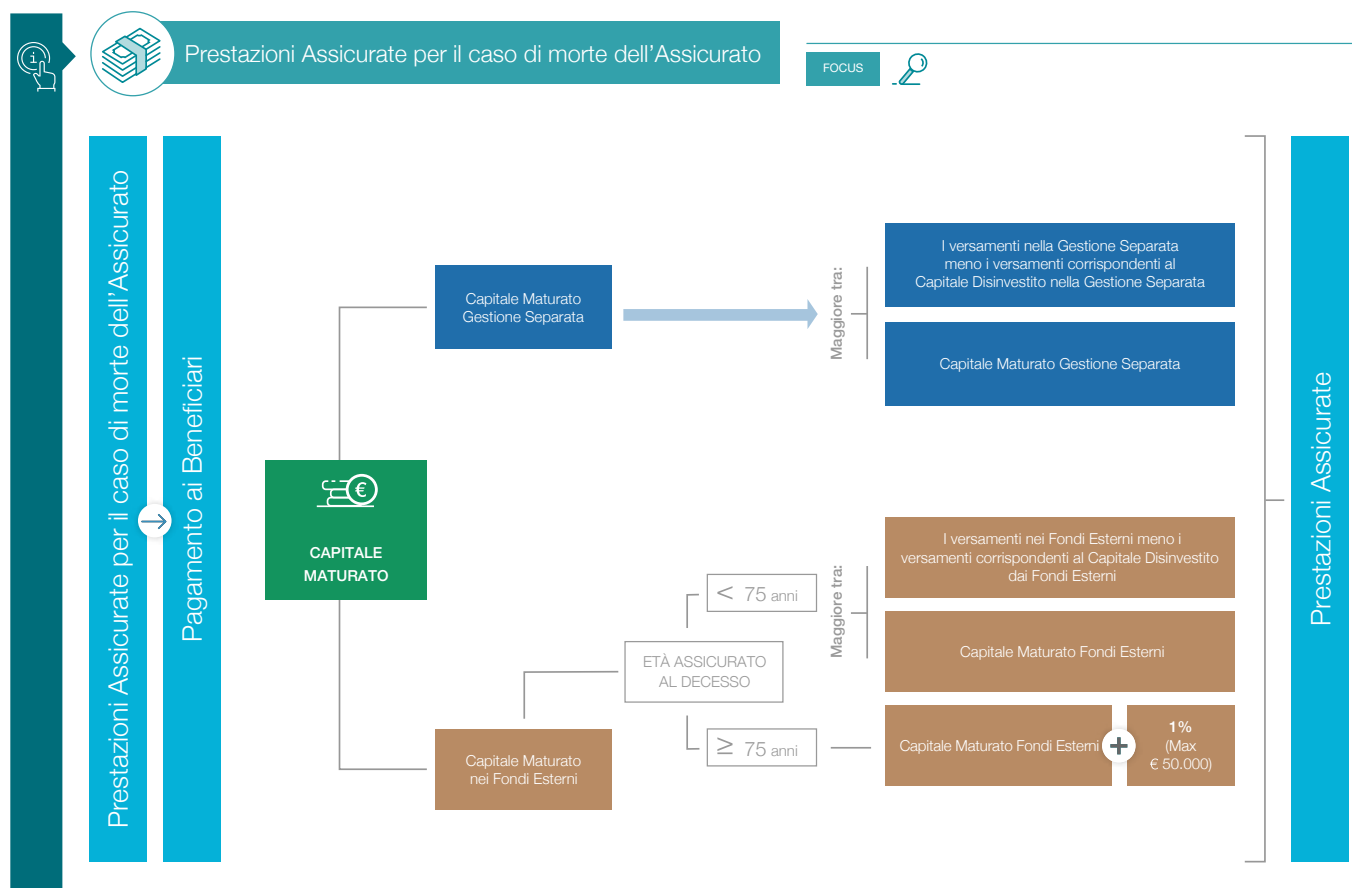 Prestazioni Assicurate per il caso di morte dell'Assicurato
FOCUS
Prestazioni Assicurate per il caso di morte dell'Assicurato
Pagamento ai Beneficiari
CAPITALE
MATURATO
Capitale Maturato
Gestione Separata
Maggiore tra:
I versamenti nella Gestione Separata
meno i versamenti corrispondenti al
Capitale Disinvestito nella Gestione Separata
Capitale Maturato Gestione Separata
Capitale Maturato
nei Fondi Esterni
ETÀ ASSICURATO
AL DECESSO
< 75 anni
Maggiore tra:
I versamenti nei Fondi Esterni meno i
versamenti corrispondenti al Capitale Disinvestito
dai Fondi Esterni
Capitale Maturato Fondi Esterni
≥ 75 anni
Capitale Maturato Fondi Esterni
+
1%
(Max
€ 50.000)
Prestazioni Assicurate